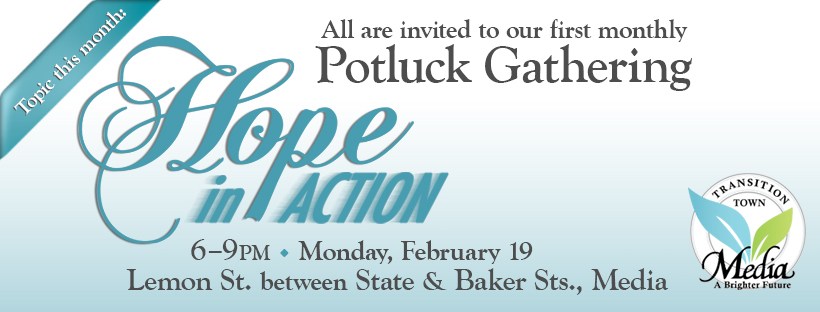 Topic this month:
All are invited to our first monthly
Potluck Gathering
Hope
in ACTION
6–9PM • Monday, February 19
Lemon St. between State & Baker Sts., Media
TRANSITION
TOWN
Media
A Brighter Future